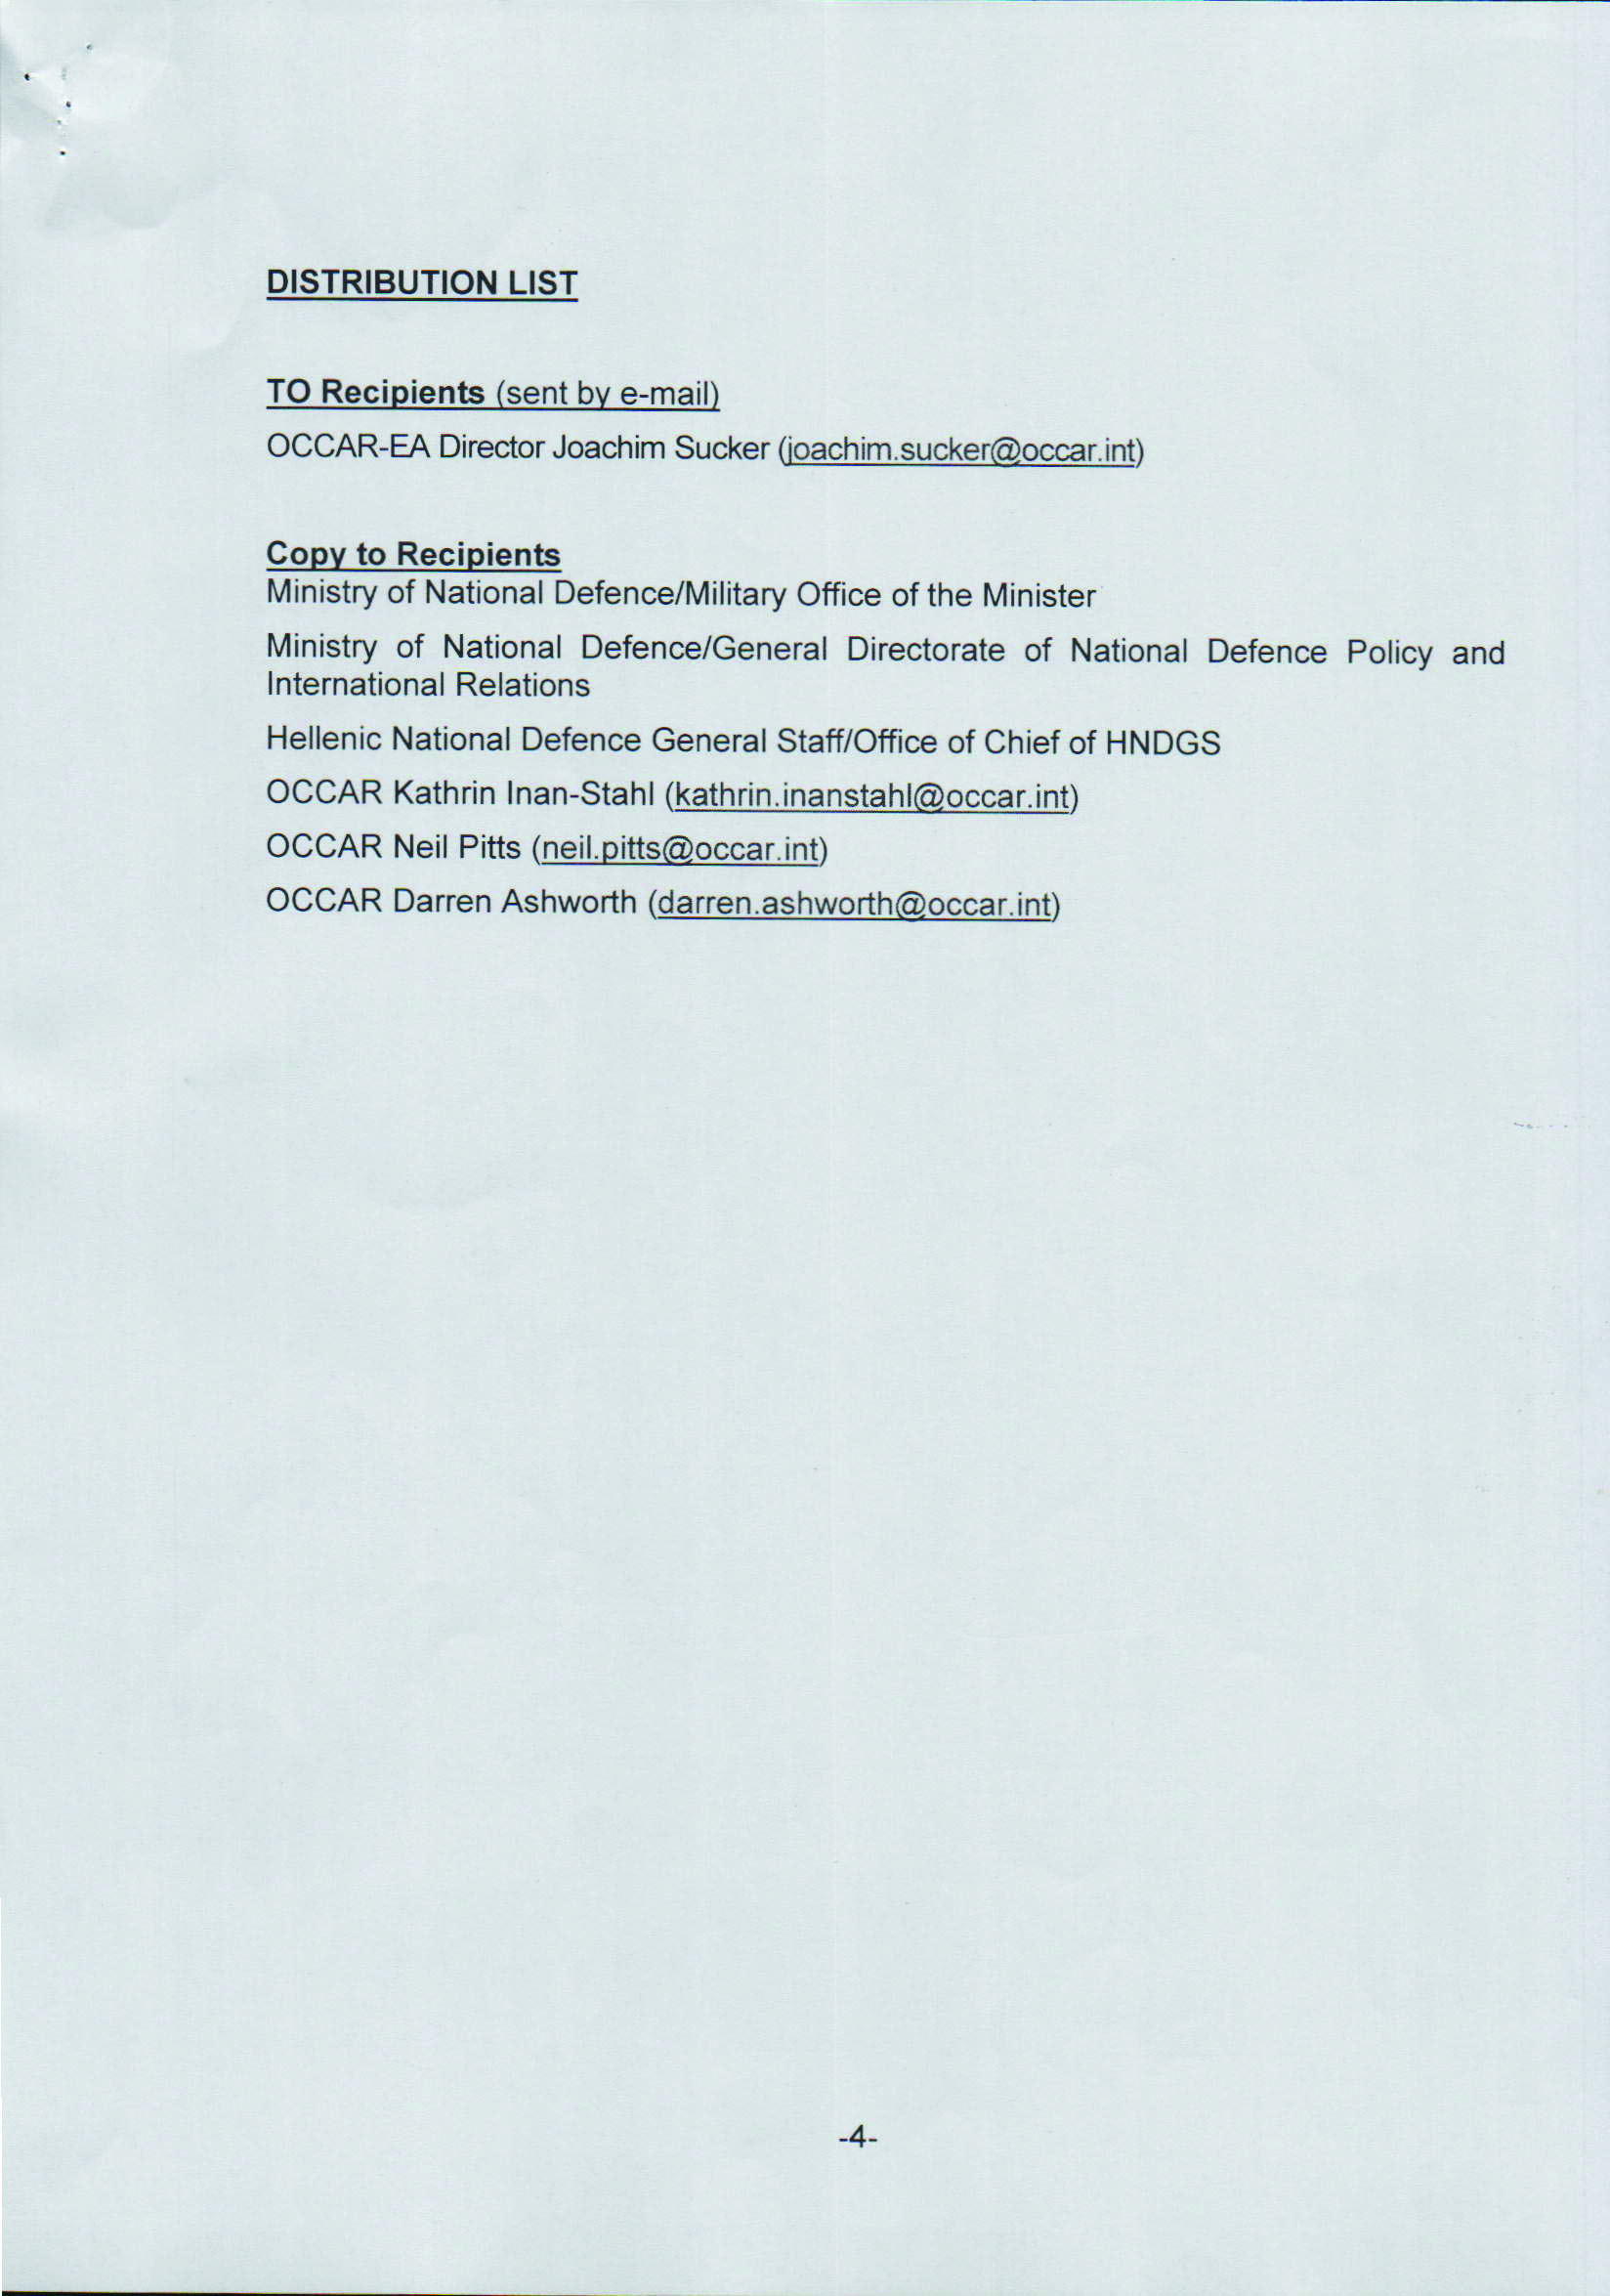 DISTRIBUTION LIST
TO Recipients (sent by e-mail)
OCCAR-EA Director Joachim Sucker (joachim.sucker@occar.int)
Copy to Recipients
Ministry of National Defence/Military Office of the Minister
Ministry of National Defence/General Directorate of National Defence Policy and
International Relations
Hellenic National Defence General Staff/Office of Chief of HNDGS
OCCAR Kathrin Inan-Stahl (kathrin.inanstahl@occar.int)
OCCAR Neil Pitts (neil.pitts@occar.int)
OCCAR Darren Ashworth (darren.ashworth@occar.int)
-4-